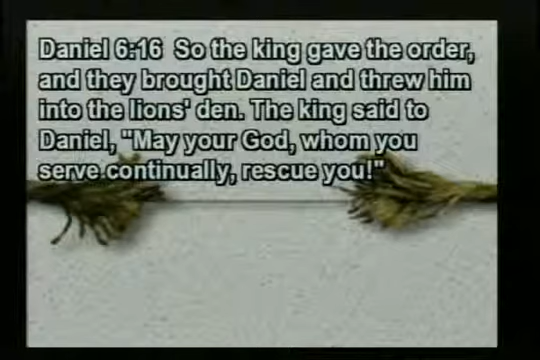 Daniel 6:16 So the king gave the order,
and they brought Daniel and threw him
into the lions' den. The king said to
Daniel, "May your God, whom you
serve continually, rescue you!"